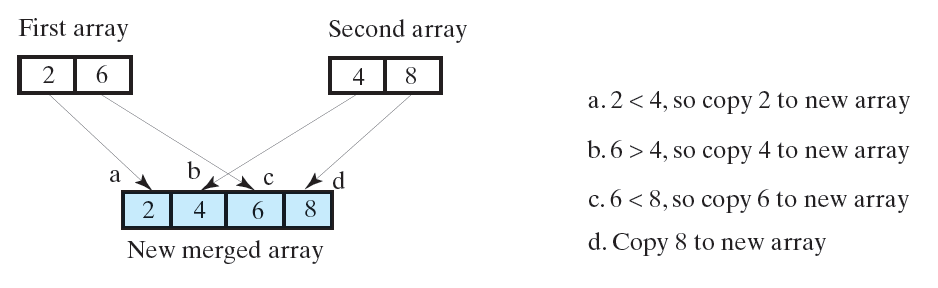 First array
Second array
2 6
4 8
a. 2 < 4, so copy 2 to new array
b. 6 > 4, so copy 4 to new array
c. 6 < 8, so copy 6 to new array
d. Copy 8 to new array
a
b
c
d
2 4 6 8
New merged array